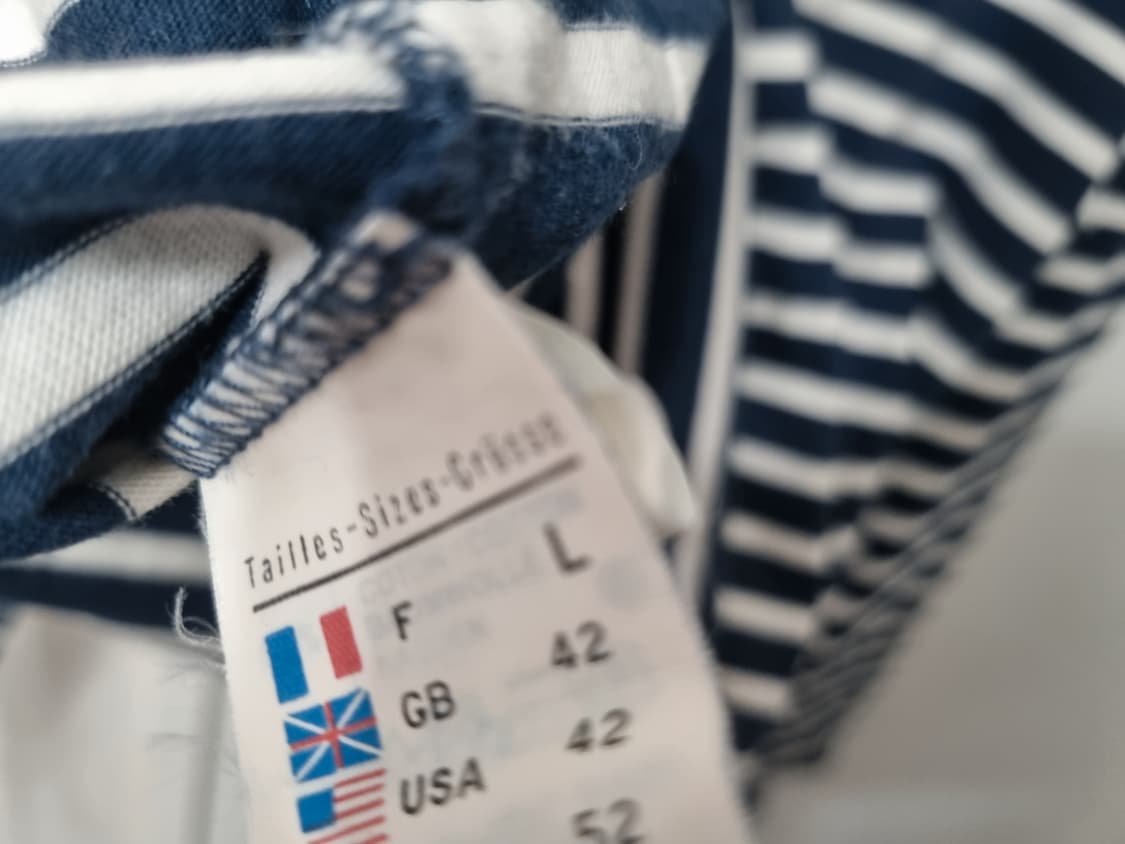 Tailles-Sizes-Grösse
F L
GB 42
USA 42
52